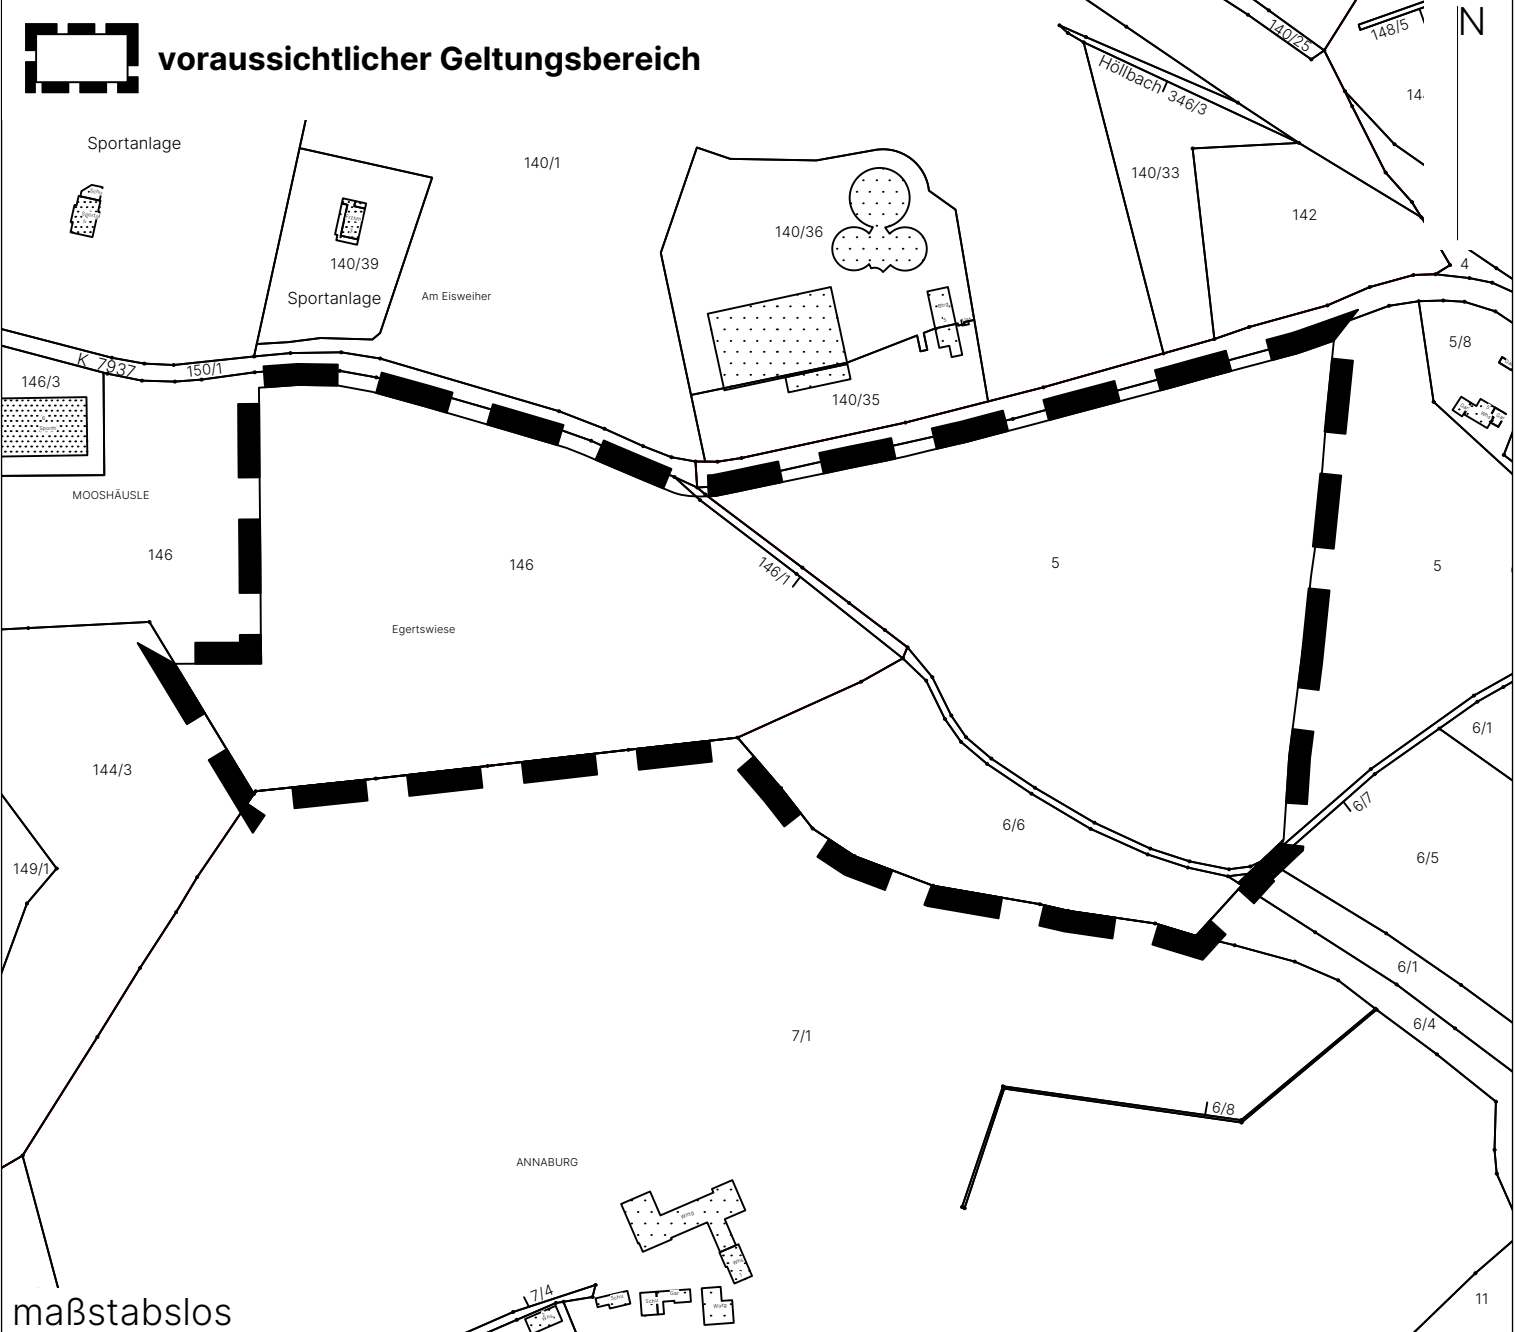 voraussichtlicher Geltungsbereich
N
140/25
148/5
Höllbach
346/3
Sportanlage
140/1
140/33
142
140/36
140/39
Sportanlage
Am Eisweiher
4
K 7937
150/1
146/3
5/8
140/35
MOOSHÄUSLE
146
146
146/1
5
5
Egertswiese
6/1
144/3
6/7
6/6
6/5
149/1
6/1
6/4
7/1
6/8
ANNABURG
7/4
11
maßstabslos